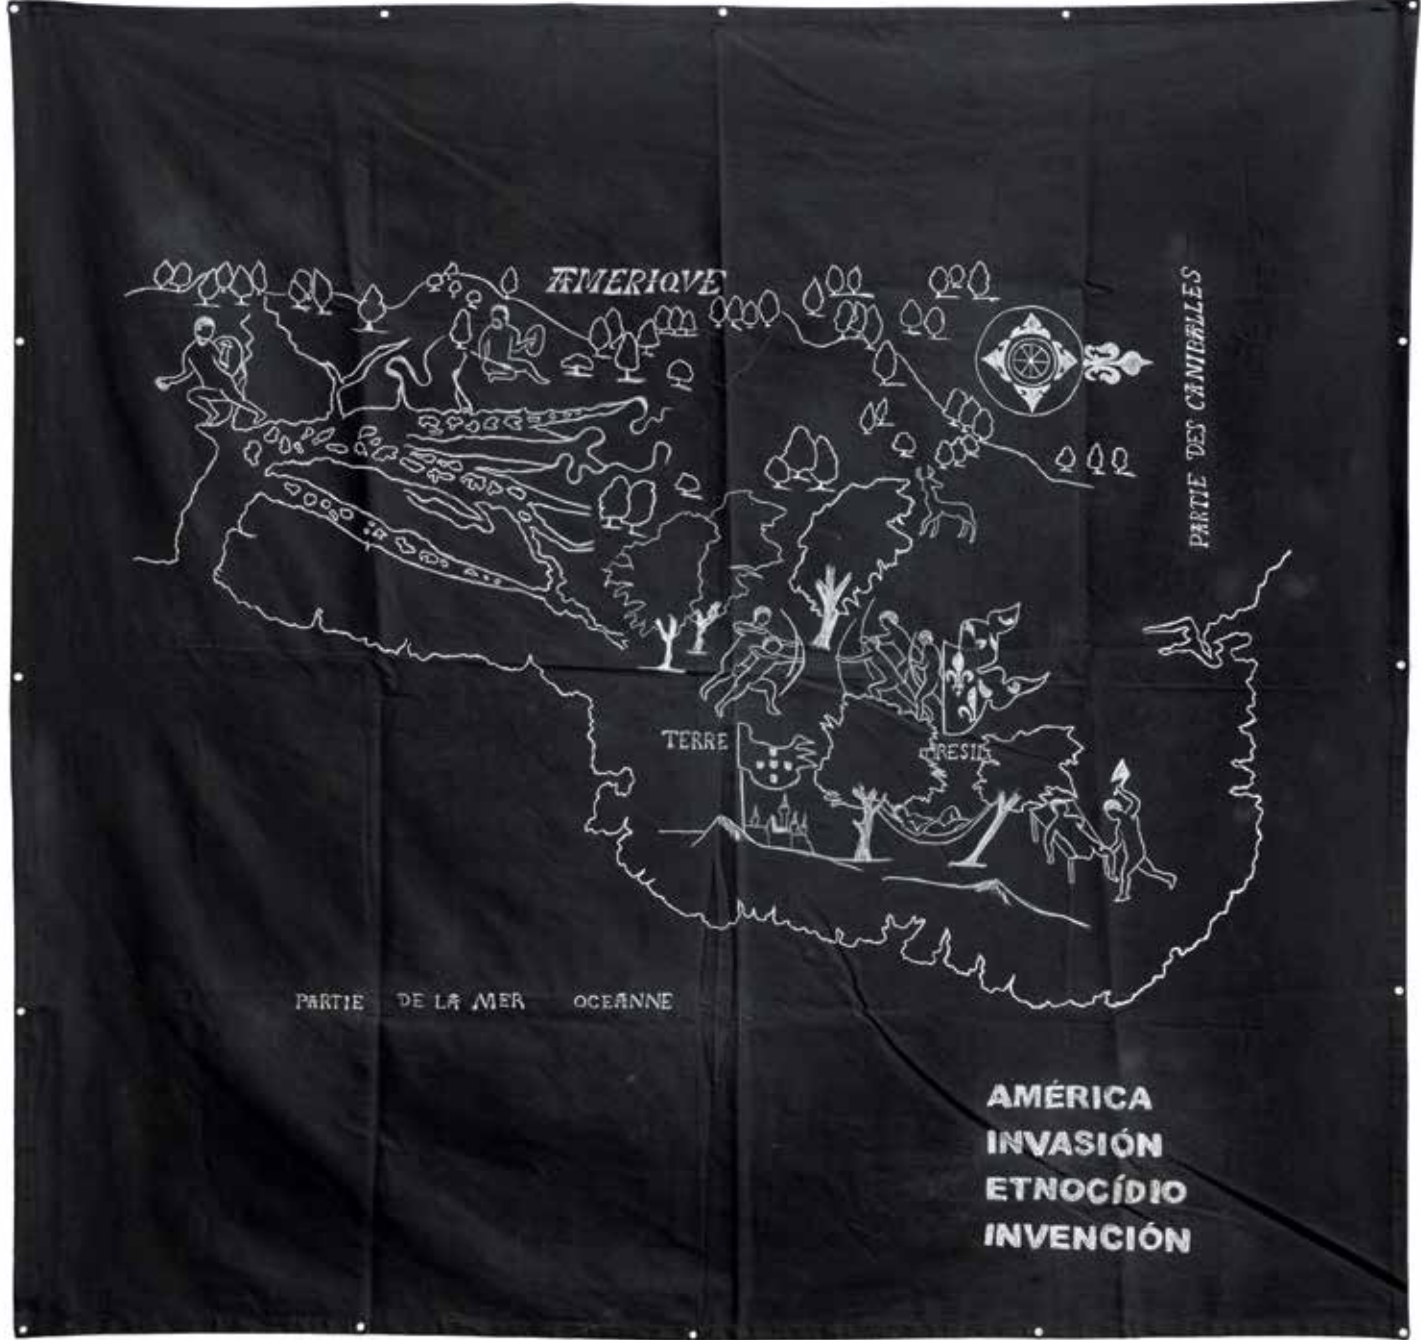 AMERIQVE
PARTIE DES CANIBALLES
TERRE
BRESIL
PARTIE DE LA MER OCEANNE
AMÉRICA
INVASIÓN
ETNOCÍDIO
INVENCIÓN